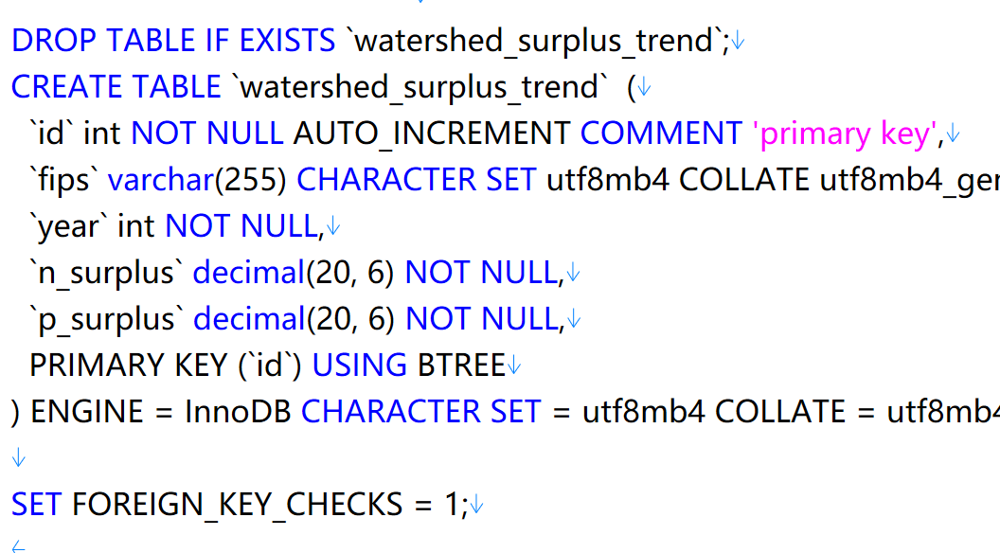 DROP TABLE IF EXISTS `watershed_surplus_trend`;↓
CREATE TABLE `watershed_surplus_trend`  (↓
  `id` int NOT NULL AUTO_INCREMENT COMMENT 'primary key',↓
  `fips` varchar(255) CHARACTER SET utf8mb4 COLLATE
  `year` int NOT NULL,↓
  `n_surplus` decimal(20, 6) NOT NULL,↓
  `p_surplus` decimal(20, 6) NOT NULL,↓
  PRIMARY KEY (`id`) USING BTREE↓
) ENGINE = InnoDB CHARACTER SET = utf8mb4 COLLATE = utf8mb4
↓
SET FOREIGN_KEY_CHECKS = 1;↓
←